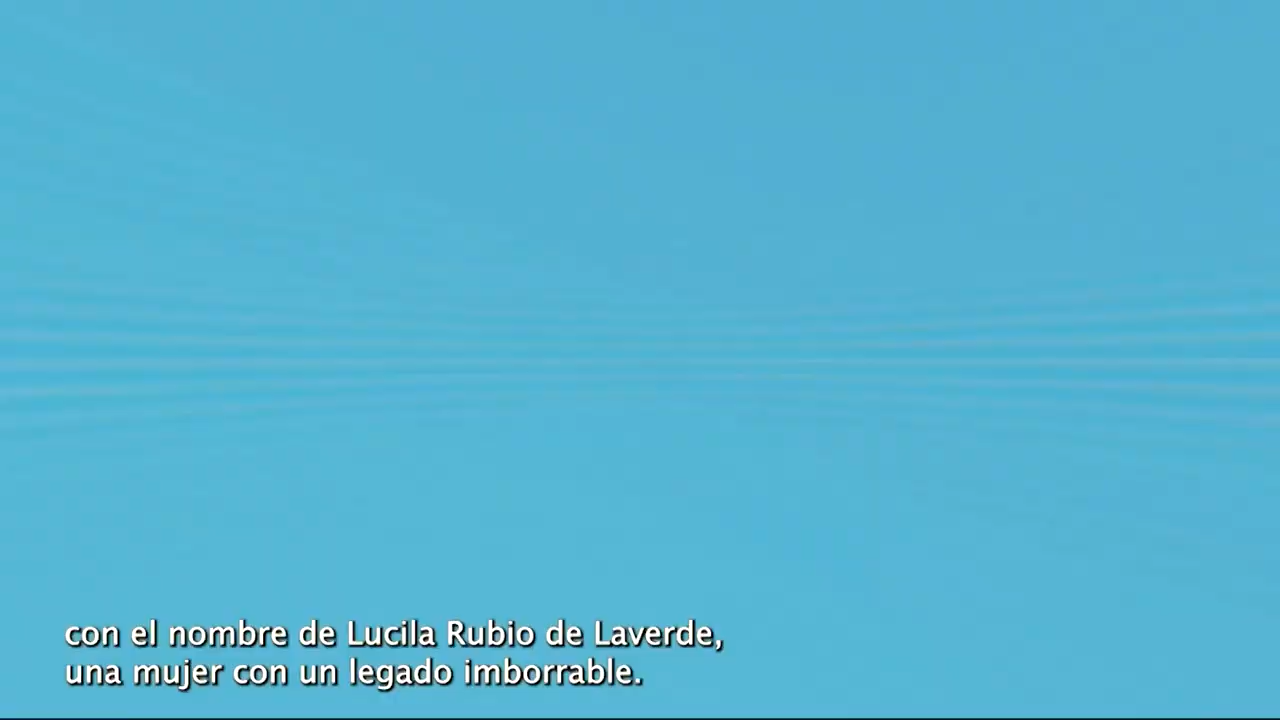 con el nombre de Lucila Rubio de Laverde,
una mujer con un legado imborrable.